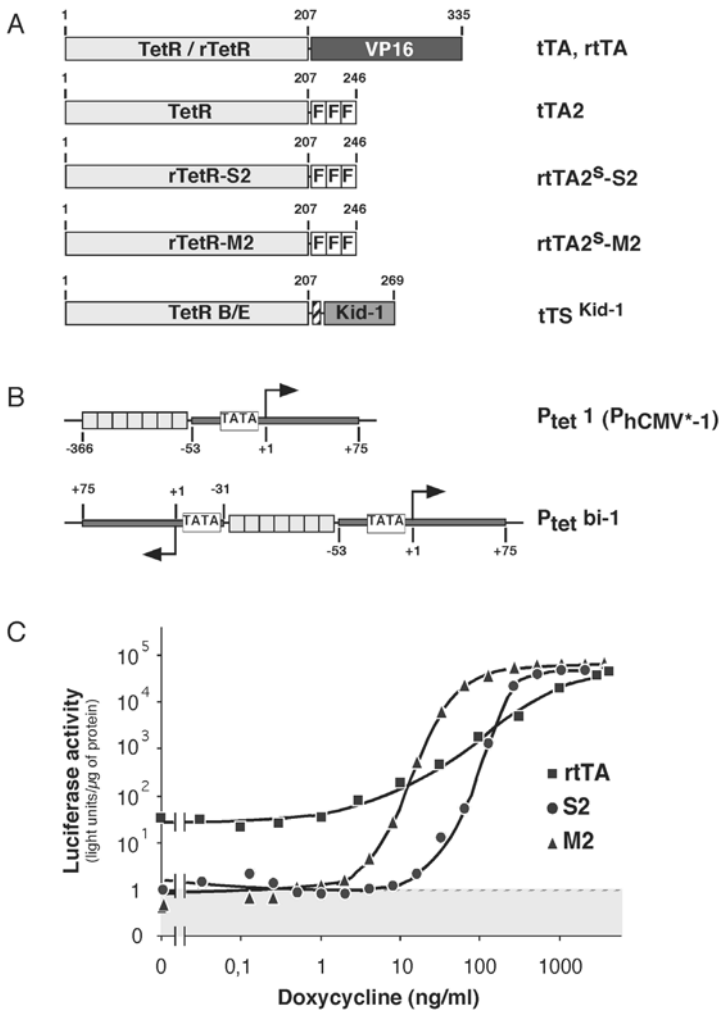 A
1 207 335
TetR / rTetR VP16 tTA, rtTA
1 207 246
TetR F F F tTA2
1 207 246
rTetR-S2 F F F rtTA2S-S2
1 207 246
rTetR-M2 F F F rtTA2S-M2
1 207 269
TetR B/E Kid-1 tTS Kid-1
B
TATA Ptet 1 (PhCMV*-1)
-366 -53 +1 +75
+75 +1 -31
TATA TATA Ptet bi-1
-53 +1 +75
C
Luciferase activity
(light units/µg of protein)
10 5
10 4
10 3
10 2
10 1
1
0
rtTA
S2
M2
0 0,1 1 10 100 1000
Doxycycline (ng/ml)